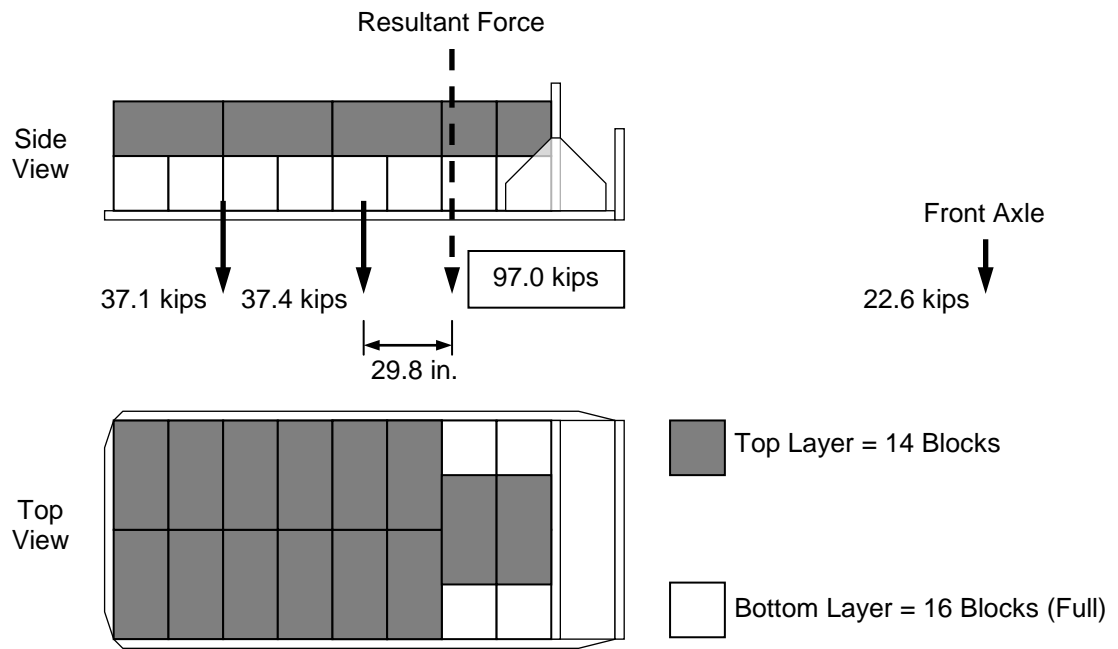 Resultant Force
Side
View
Front Axle
97.0 kips
37.1 kips
37.4 kips
22.6 kips
29.8 in.
Top Layer = 14 Blocks
Top
View
Bottom Layer = 16 Blocks (Full)